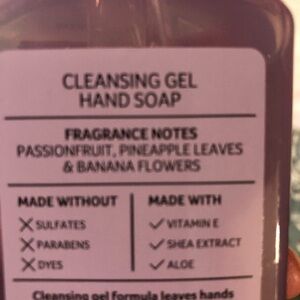 CLEANSING GEL
HAND SOAP
FRAGRANCE NOTES
PASSIONFRUIT, PINEAPPLE LEAVES
& BANANA FLOWERS
MADE WITHOUT
SULFATES
PARABENS
DYES
MADE WITH
VITAMIN E
SHEA EXTRACT
ALOE
Cleansing gel formula leaves hands